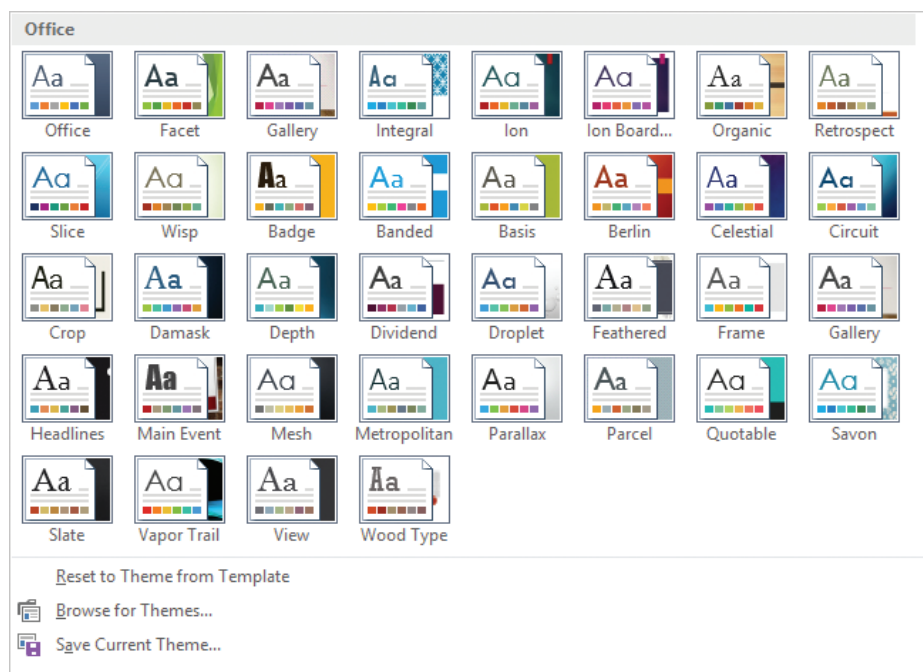 Office
Aa Aa Aa Aa Aa Aa Aa Aa
Office Facet Gallery Integral Ion Ion Board... Organic Retrospect
Aa Aa Aa Aa Aa Aa Aa Aa
Slice Wisp Badge Banded Basis Berlin Celestial Circuit
Aa Aa Aa Aa Aa Aa Aa Aa
Crop Damask Depth Dividend Droplet Feathered Frame Gallery
Aa Aa Aa Aa Aa Aa Aa Aa
Headlines Main Event Mesh Metropolitan Parallax Parcel Quotable Savon
Aa Aa Aa Aa
Slate Vapor Trail View Wood Type
Reset to Theme from Template
Browse for Themes...
Save Current Theme...